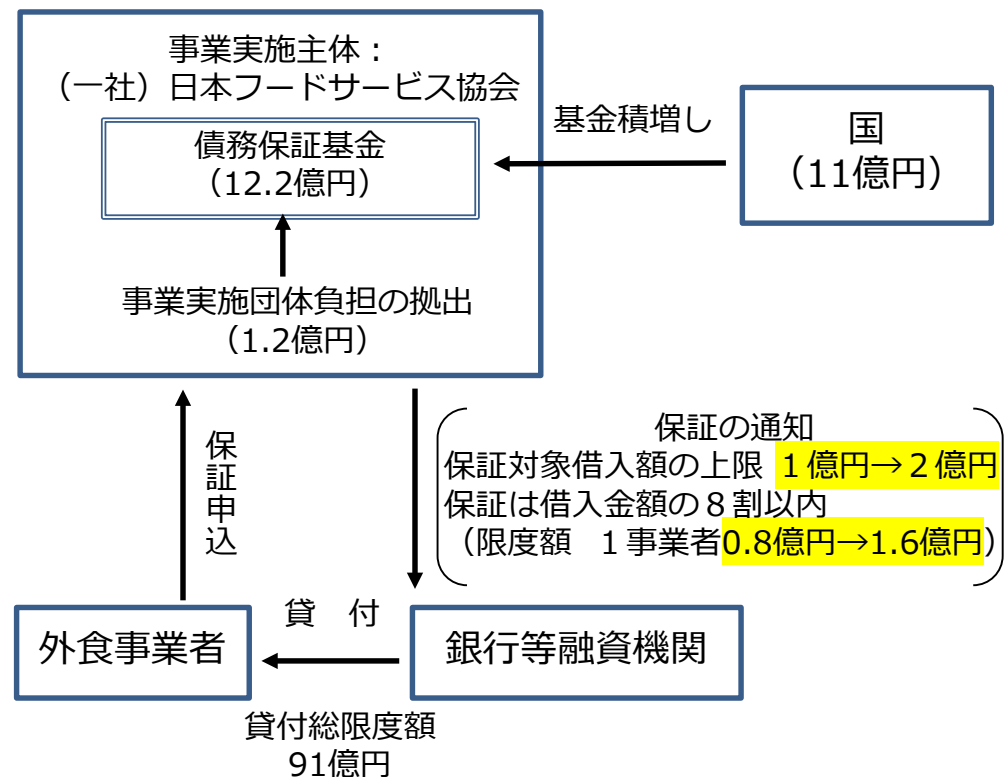 事業実施主体：
（一社）日本フードサービス協会
債務保証基金
（12.2億円）
事業実施団体負担の拠出
（1.2億円）
基金積増し
国
（11億円）
保証申込
保証の通知
保証対象借入額の上限 １億円→２億円
保証は借入金額の８割以内
（限度額　１事業者0.8億円→1.6億円）
外食事業者
貸　付
銀行等融資機関
貸付総限度額
91億円